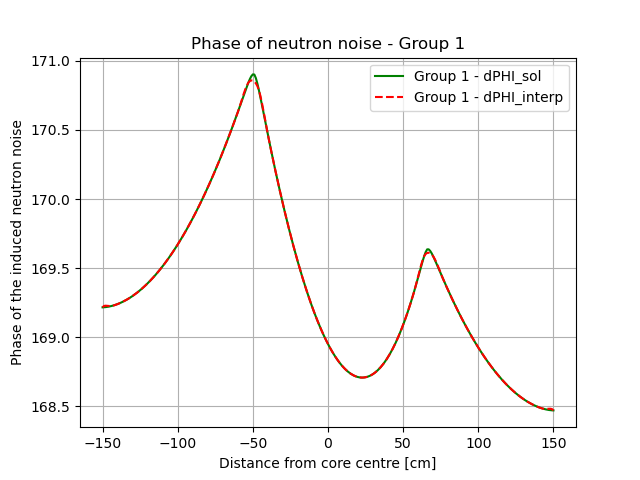 Phase of neutron noise - Group 1
Group 1 - dPHI_sol
Group 1 - dPHI_interp
Phase of the induced neutron noise
171.0
170.5
170.0
169.5
169.0
168.5
−150
−100
−50
0
50
100
150
Distance from core centre [cm]